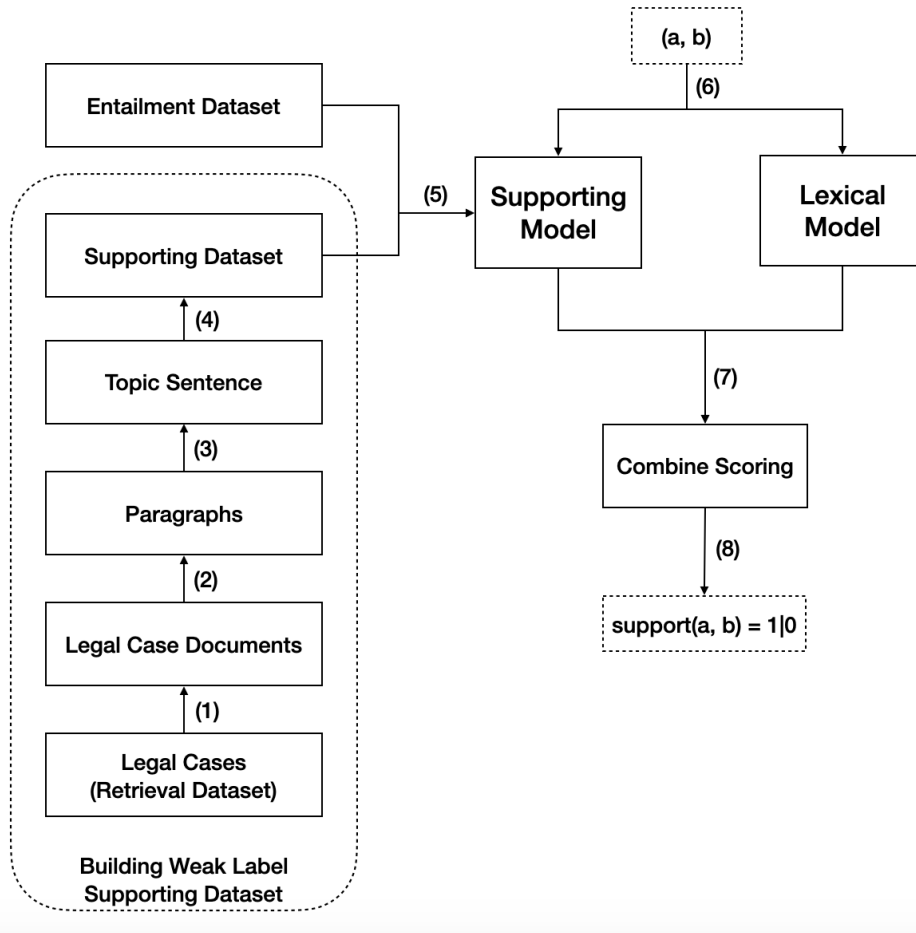 (a, b)
(6)
Entailment Dataset
(5)
Supporting
Model
Lexical
Model
Supporting Dataset
(4)
Topic Sentence
(3)
Paragraphs
(2)
Legal Case Documents
(1)
Legal Cases
(Retrieval Dataset)
Building Weak Label
Supporting Dataset
(7)
Combine Scoring
(8)
support(a, b) = 1|0